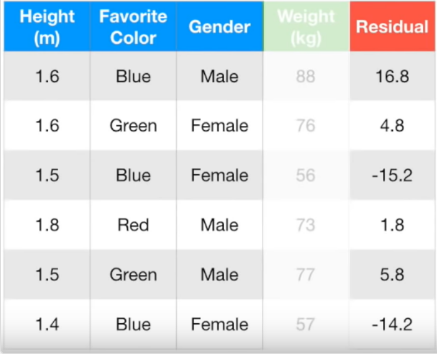 Height (m) Favorite Color Gender Weight (kg) Residual
1.6 Blue Male 88 16.8
1.6 Green Female 76 4.8
1.5 Blue Female 56 -15.2
1.8 Red Male 73 1.8
1.5 Green Male 77 5.8
1.4 Blue Female 57 -14.2